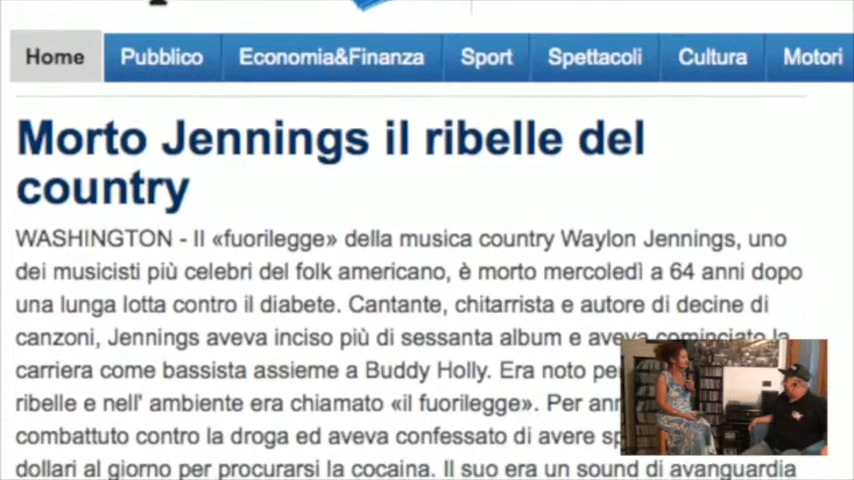 Home Pubblico Economia&Finanza Sport Spettacoli Cultura Motori
Morto Jennings il ribelle del
country
WASHINGTON - Il «fuorilegge» della musica country Waylon Jennings, uno
dei musicisti più celebri del folk americano, è morto mercoledì a 64 anni dopo
una lunga lotta contro il diabete. Cantante, chitarrista e autore di decine di
canzoni, Jennings aveva inciso più di sessanta album e aveva cominciato la
carriera come bassista assieme a Buddy Holly. Era noto
ribelle e nell' ambiente era chiamato «il fuorilegge». Per
combattuto contro la droga ed aveva confessato di avere
dollari al giorno per procurarsi la cocaina. Il suo era un sound di avanguardia